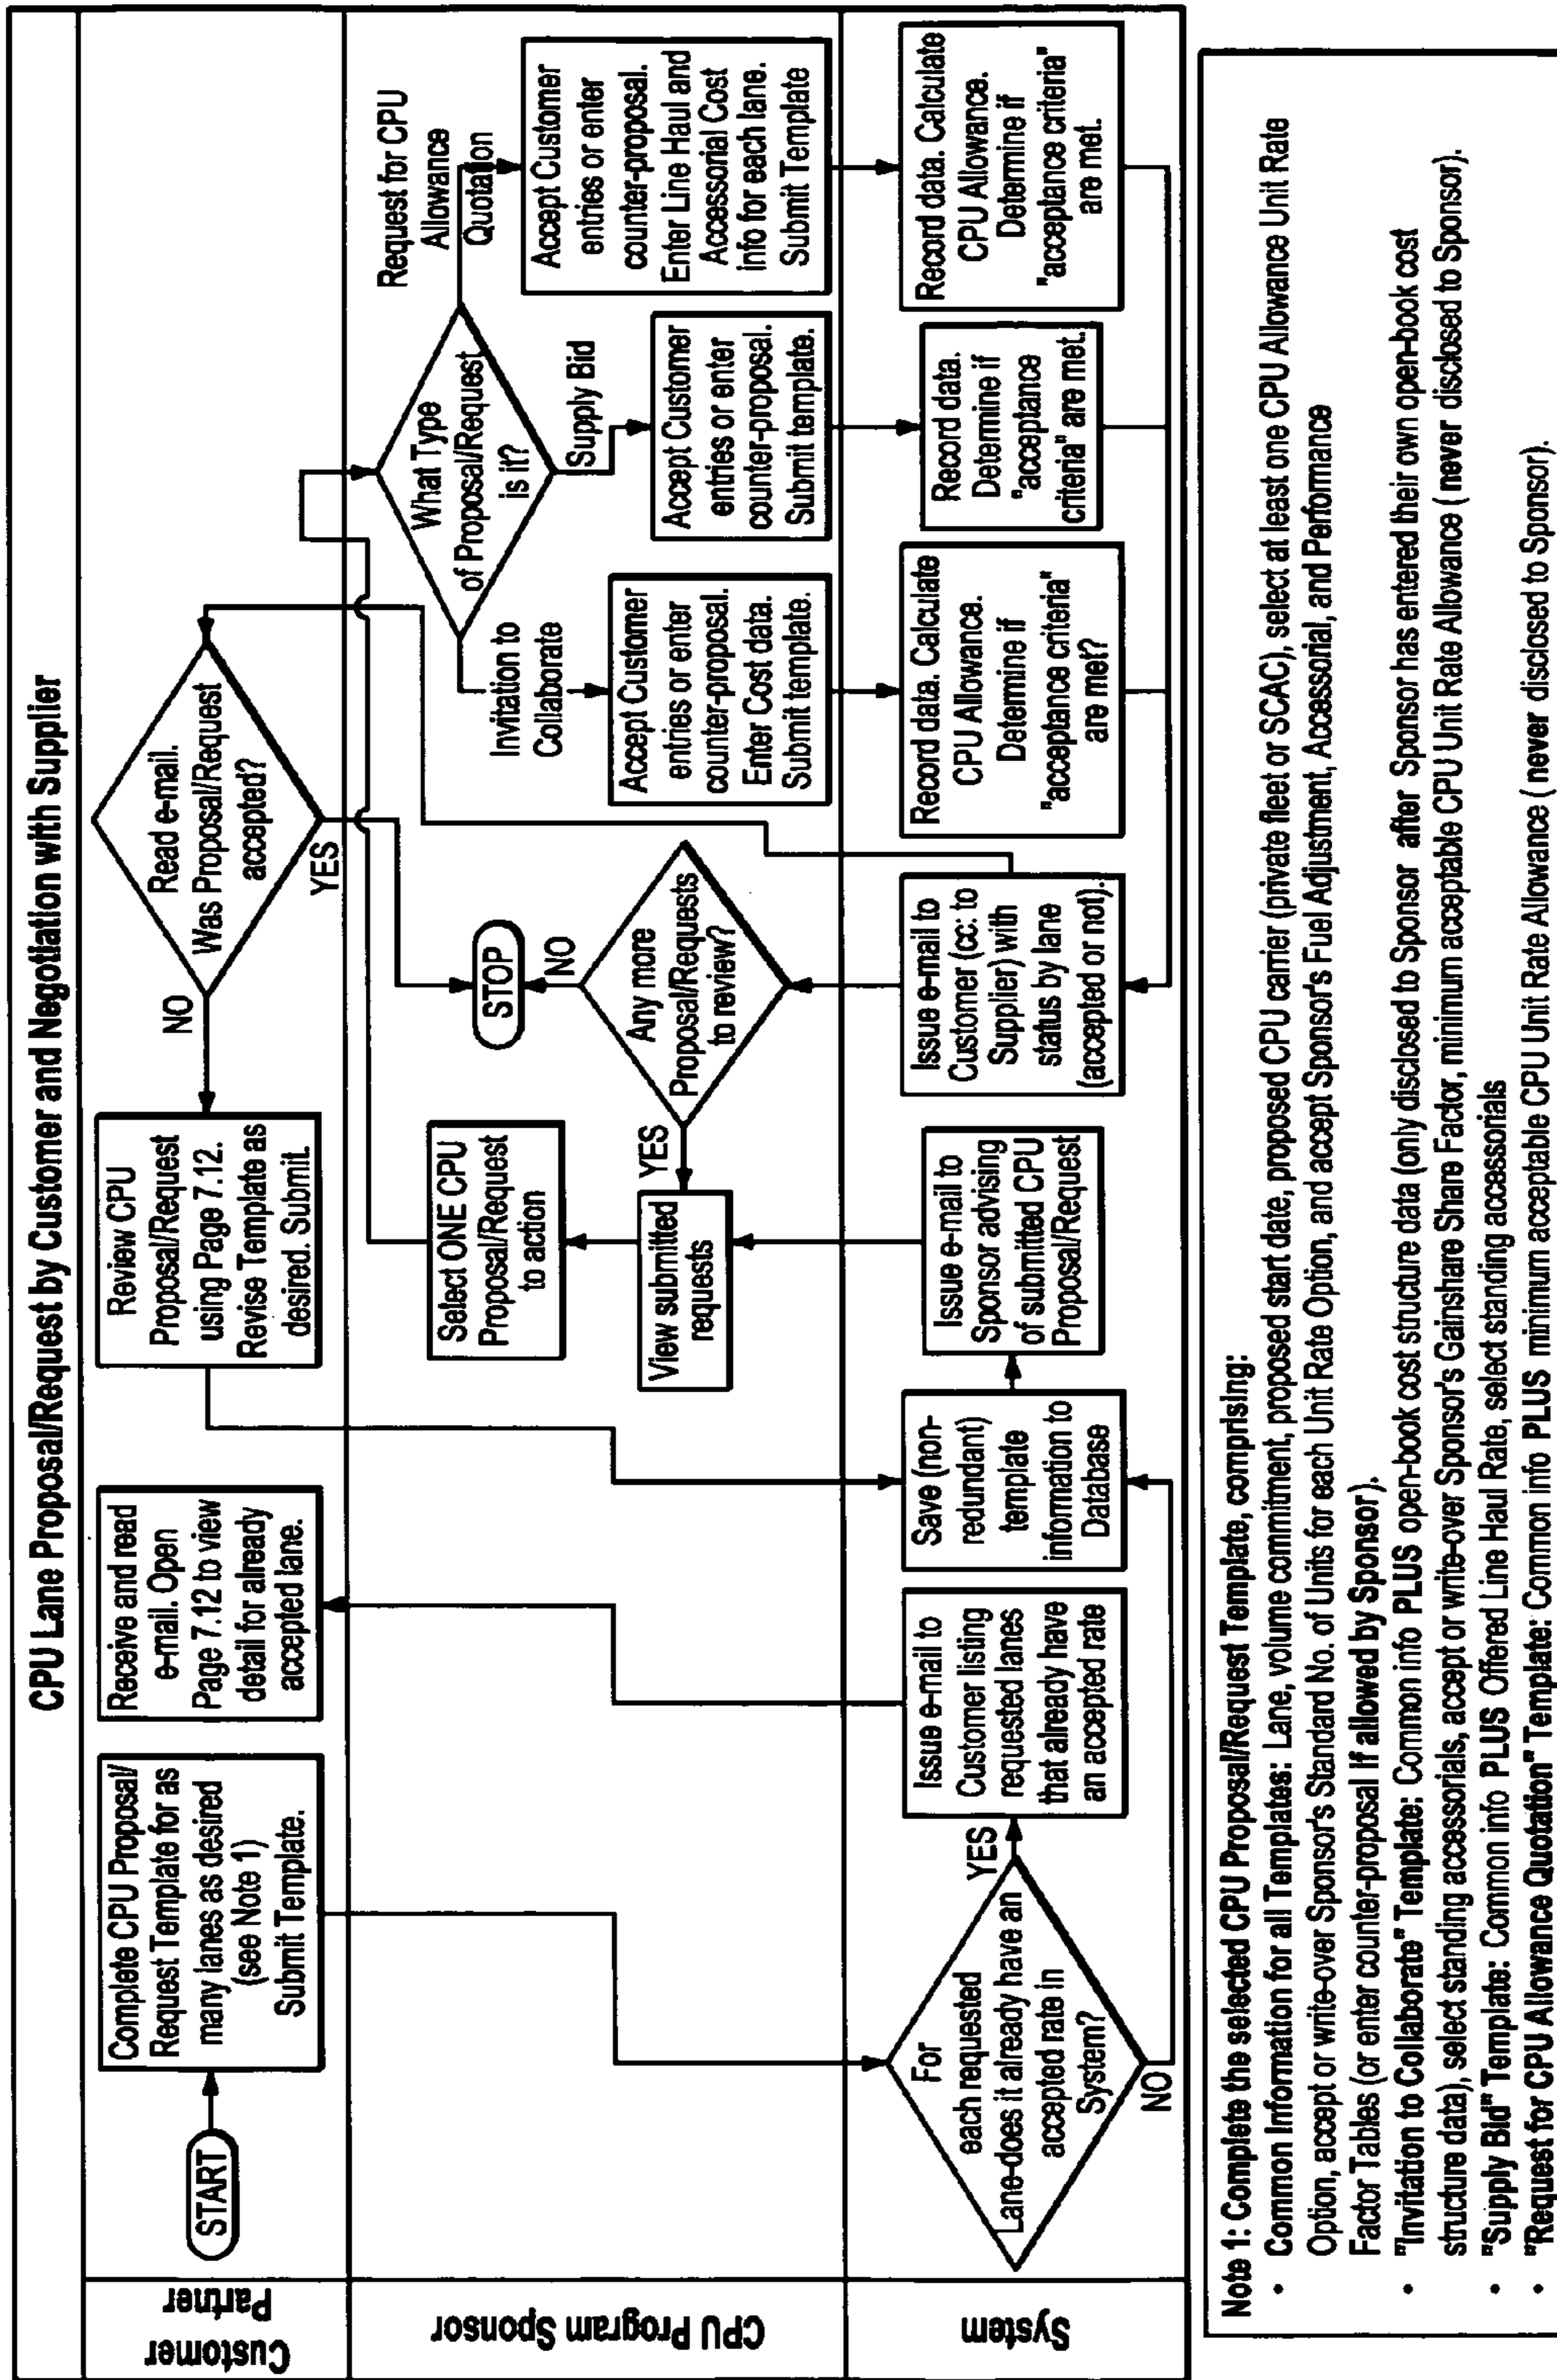 CPU Lane Proposal/Request by Customer and Negotiation with Supplier
Customer
Partner
START
Complete CPU Proposal/
Request Template for as
many lanes as desired
(see Note 1)
Submit Template.
Receive and read
e-mail. Open
Page 7.12 to view
detail for already
accepted lane.
Review CPU
Proposal/Request
using Page 7.12.
Revise Template as
desired. Submit.
NO
Read e-mail.
Was Proposal/Request
accepted?
YES
CPU Program Sponsor
Select ONE CPU
Proposal/Request
to action
View submitted
requests
YES
STOP
NO
Any more
Proposal/Requests
to review?
What Type
of Proposal/Request
is it?
Invitation to
Collaborate
Supply Bid
Request for CPU
Allowance
Quotation
Accept Customer
entries or enter
counter-proposal.
Enter Cost data.
Submit template.
Accept Customer
entries or enter
counter-proposal.
Submit template.
Accept Customer
entries or enter
counter-proposal.
Enter Line Haul and
Accessorial Cost
info for each lane.
Submit Template
System
For
each requested
Lane-does it already have an
accepted rate in
System?
YES
NO
Issue e-mail to
Customer listing
requested lanes
that already have
an accepted rate
Save (non-
redundant)
template
information to
Database
Issue e-mail to
Sponsor advising
of submitted CPU
Proposal/Request
Issue e-mail to
Customer (cc: to
Supplier) with
status by lane
(accepted or not).
Record data. Calculate
CPU Allowance.
Determine if
"acceptance criteria"
are met?
Record data.
Determine if
"acceptance
criteria" are met.
Record data. Calculate
CPU Allowance.
Determine if
"acceptance criteria"
are met.
Note 1: Complete the selected CPU Proposal/Request Template, comprising:
• Common Information for all Templates: Lane, volume commitment, proposed start date, proposed CPU carrier (private fleet or SCAC), select at least one CPU Allowance Unit Rate
Option, accept or write-over Sponsor's Standard No. of Units for each Unit Rate Option, and accept Sponsor's Fuel Adjustment, Accessorial, and Performance
Factor Tables (or enter counter-proposal if allowed by Sponsor).
• "Invitation to Collaborate" Template: Common info PLUS open-book cost structure data (only disclosed to Sponsor after Sponsor has entered their own open-book cost
structure data), select standing accessorials, accept or write-over Sponsor's Gainshare Share Factor, minimum acceptable CPU Unit Rate Allowance ( never disclosed to Sponsor).
• "Supply Bid" Template: Common info PLUS Offered Line Haul Rate, select standing accessorials
• "Request for CPU Allowance Quotation" Template: Common info PLUS minimum acceptable CPU Unit Rate Allowance ( never disclosed to Sponsor).